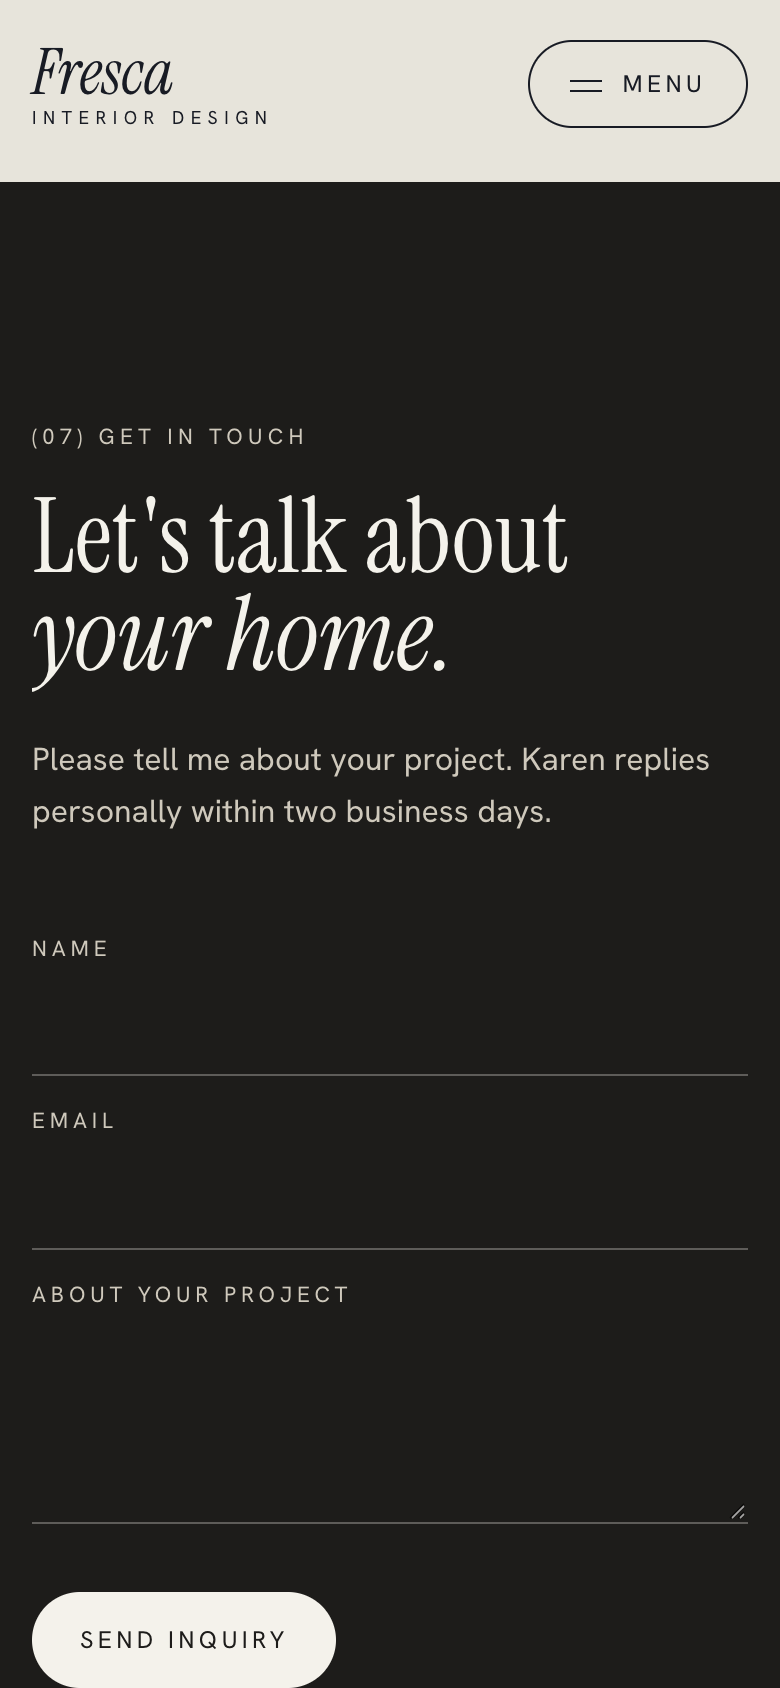 Fresca
INTERIOR DESIGN
MENU
(07) GET IN TOUCH
Let's talk about
your home.
Please tell me about your project. Karen replies
personally within two business days.
NAME
EMAIL
ABOUT YOUR PROJECT
SEND INQUIRY